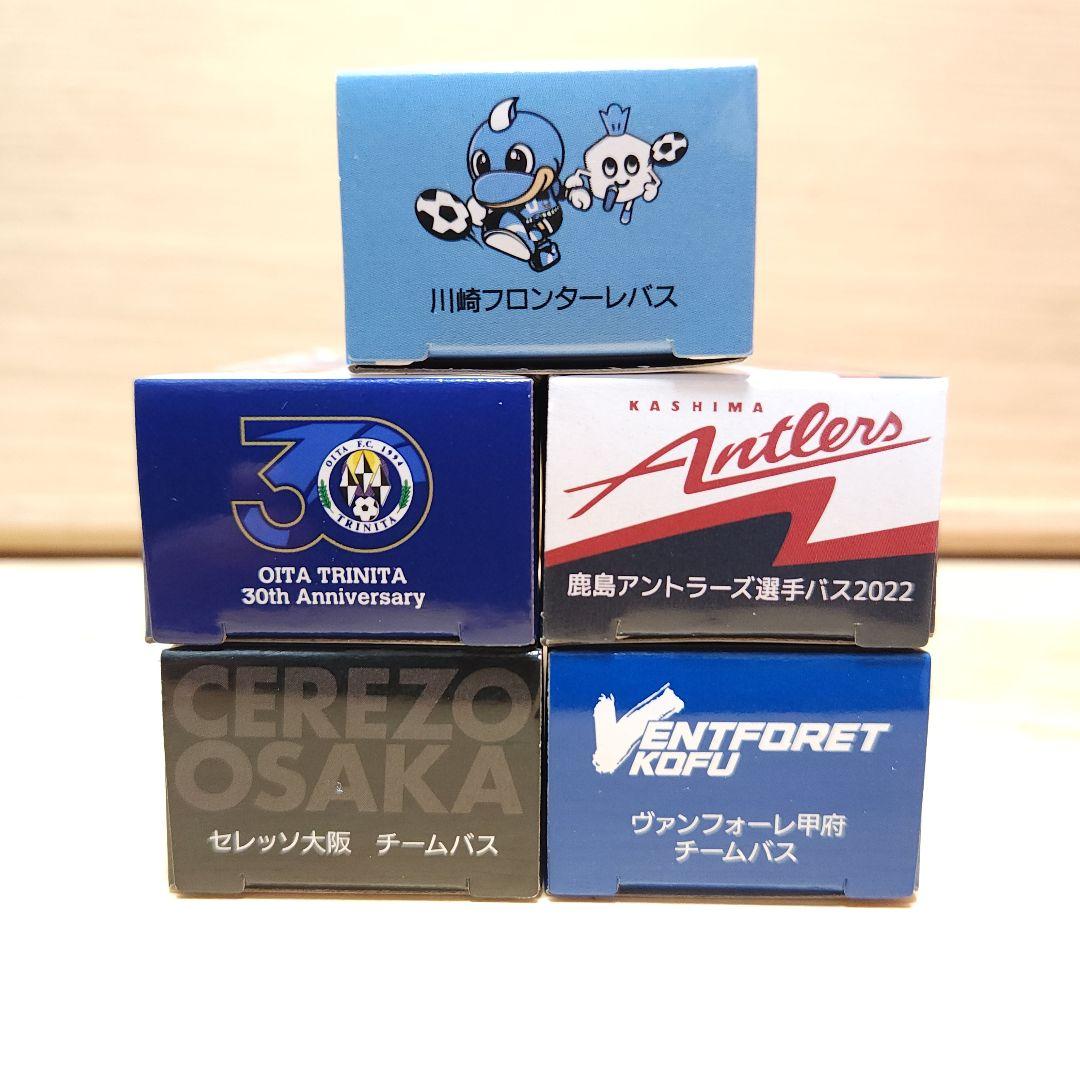 川崎フロンターレバス
30
OITA F.C. 1994
TRINITA
OITA TRINITA
30th Anniversary
KASHIMA
Antlers
鹿島アントラーズ選手バス2022
CEREZO
OSAKA
セレッソ大阪　チームバス
VENTFORET
KOFU
ヴァンフォーレ甲府
チームバス